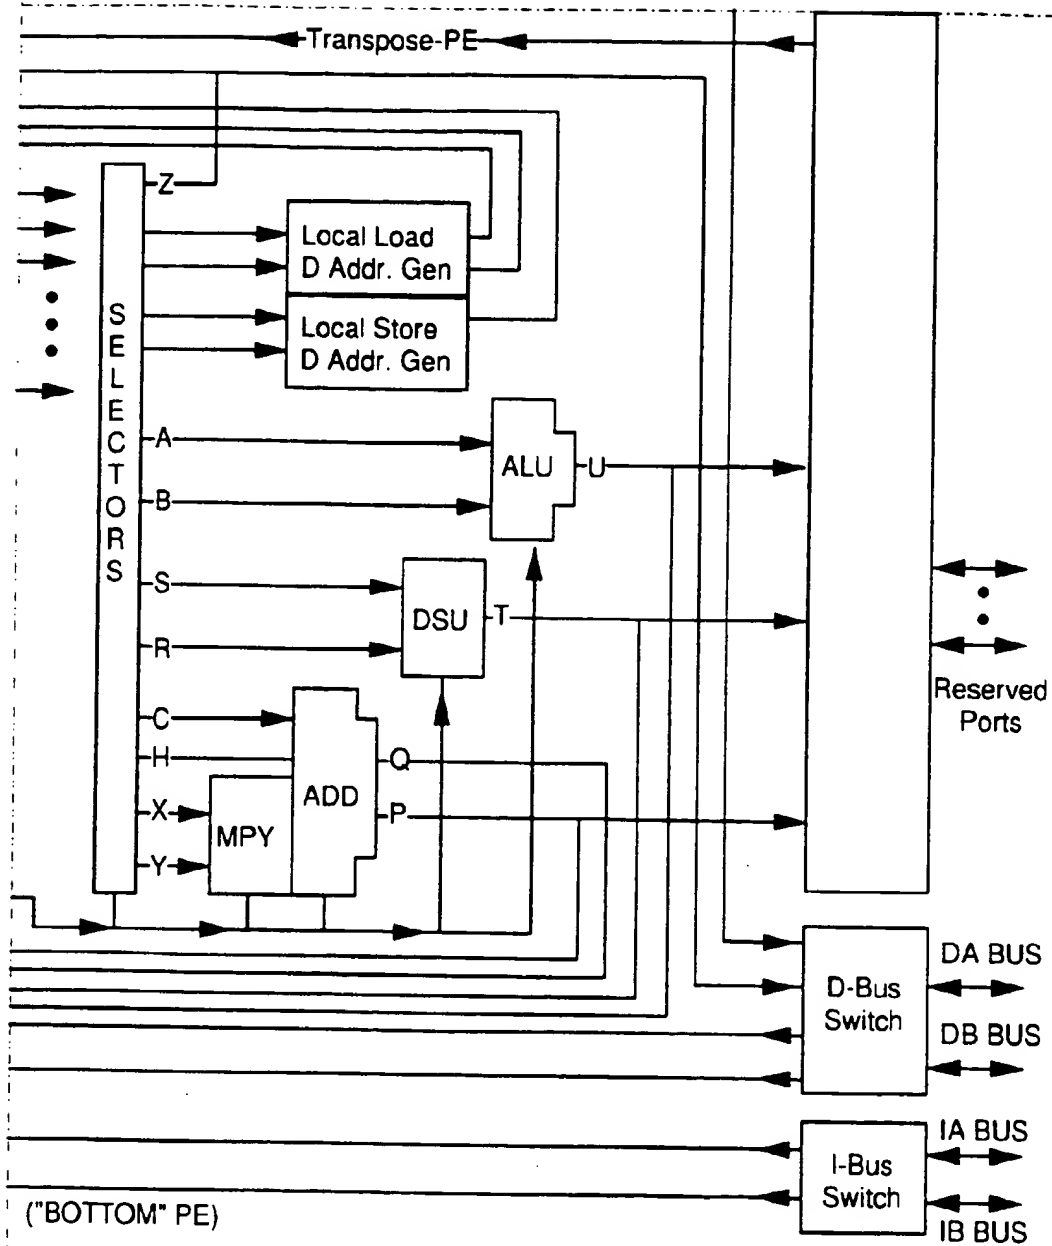 Transpose-PE
Z
Local Load
D Addr. Gen
Local Store
D Addr. Gen
SELECTORS
A
B
ALU
U
S
R
DSU
T
C
H
X
Y
MPY
ADD
Q
P
Reserved
Ports
D-Bus
Switch
DA BUS
DB BUS
I-Bus
Switch
IA BUS
IB BUS
("BOTTOM" PE)